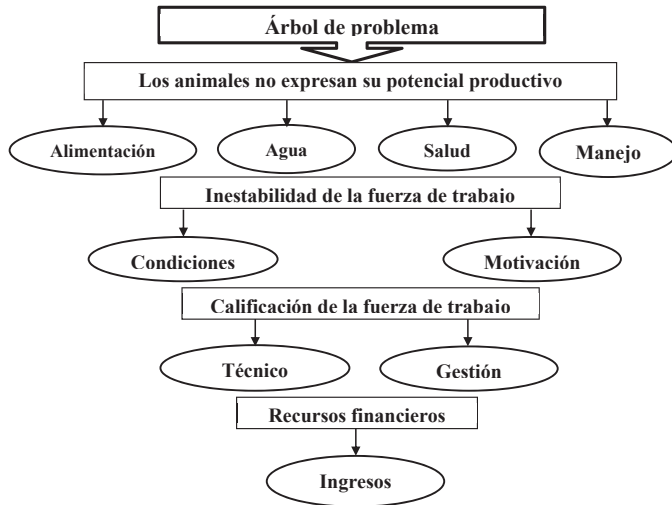 Árbol de problema
Los animales no expresan su potencial productivo
Alimentación
Agua
Salud
Manejo
Inestabilidad de la fuerza de trabajo
Condiciones
Motivación
Calificación de la fuerza de trabajo
Técnico
Gestión
Recursos financieros
Ingresos